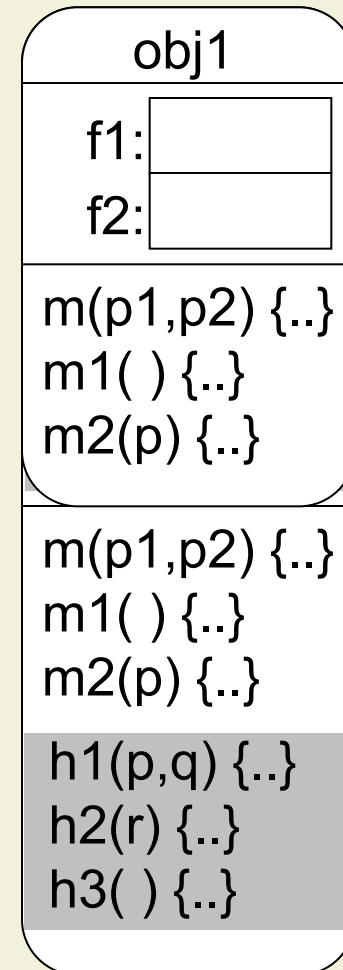 obj1
f1:
f2:
m(p1,p2) {..}
m1( ) {..}
m2(p) {..}
m(p1,p2) {..}
m1( ) {..}
m2(p) {..}
h1(p,q) {..}
h2(r) {..}
h3( ) {..}